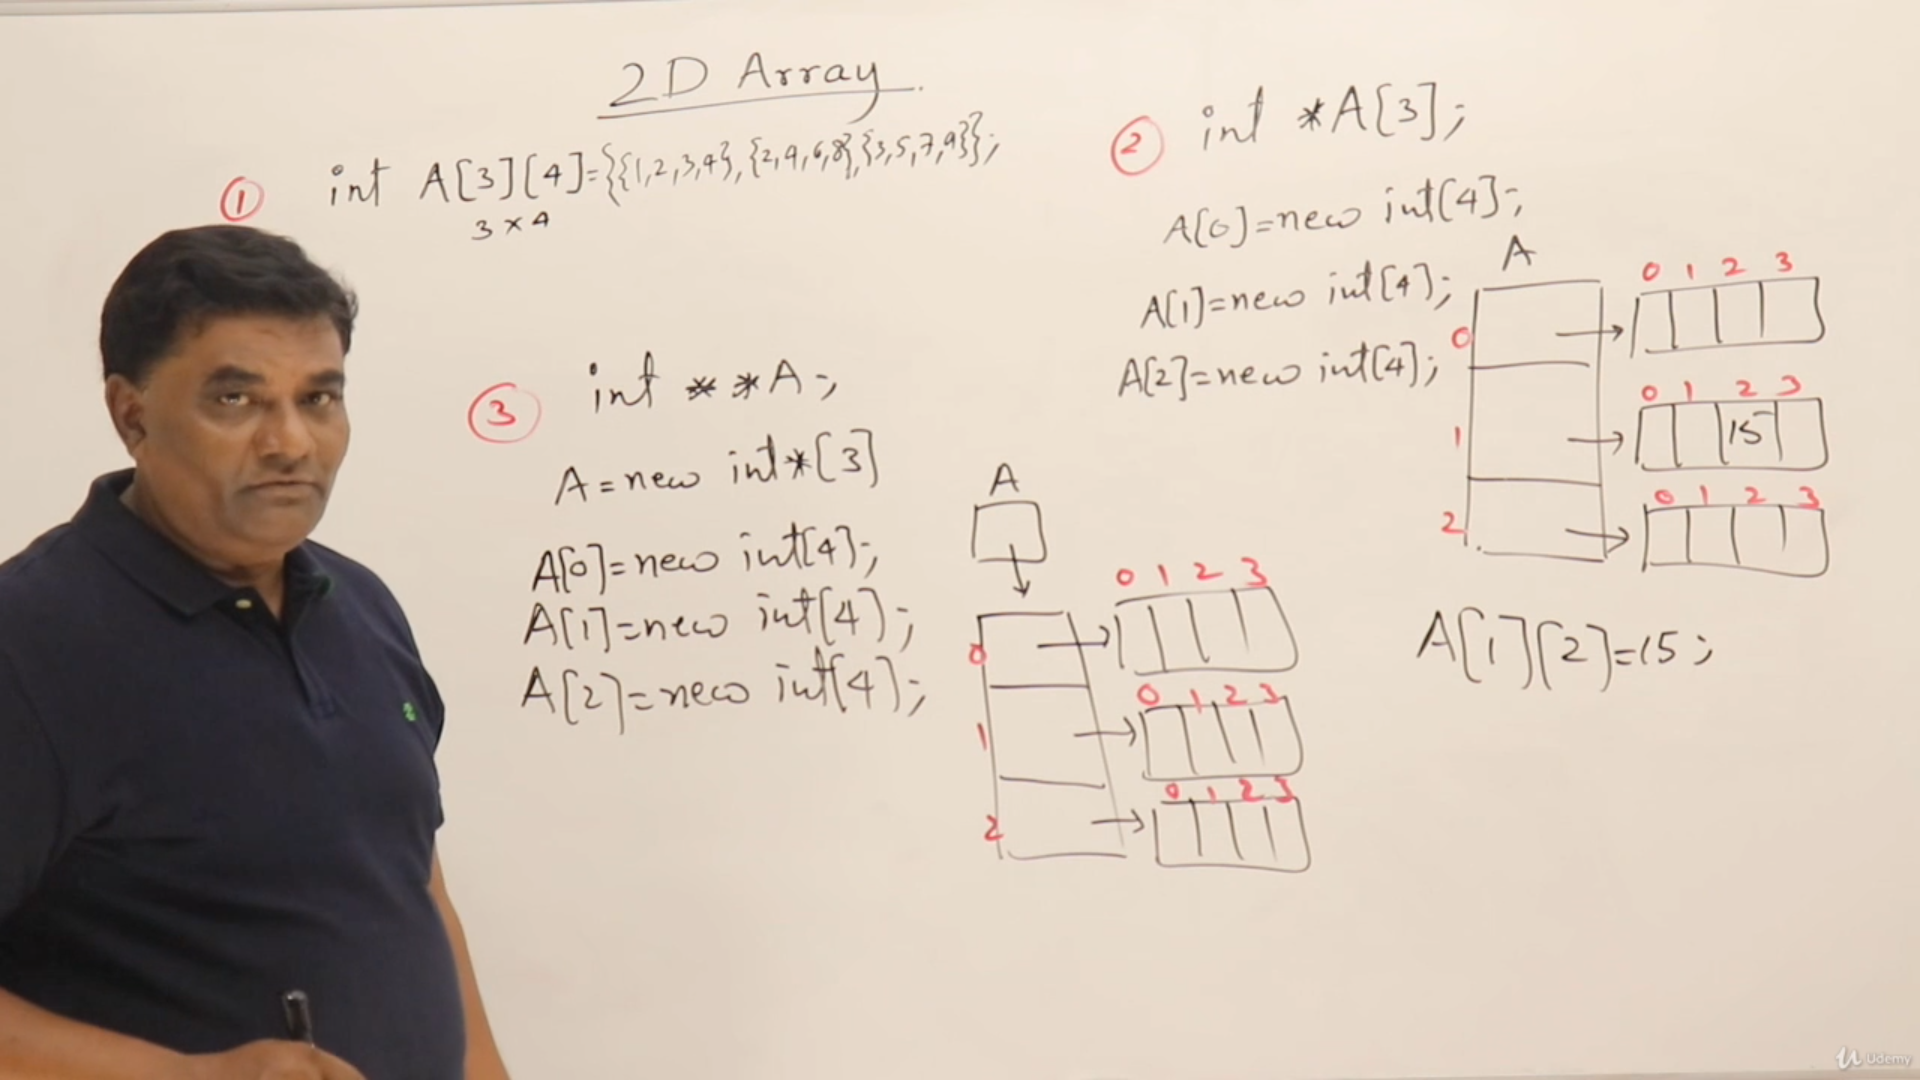 2D Array
① int A[3][4]={{1,2,3,4},{2,4,6,8},{3,5,7,9}};
3×4
② int *A[3];
A[0]=new int[4];
A[1]=new int[4];
A[2]=new int[4];
A
0 1 2 3
0
0 1 2 3
1 15
0 1 2 3
2
A[1][2]=15;
③ int **A;
A=new int*[3]
A[0]=new int[4];
A[1]=new int[4];
A[2]=new int[4];
A
0 1 2 3
0
0 1 2 3
1
0 1 2 3
2
Udemy